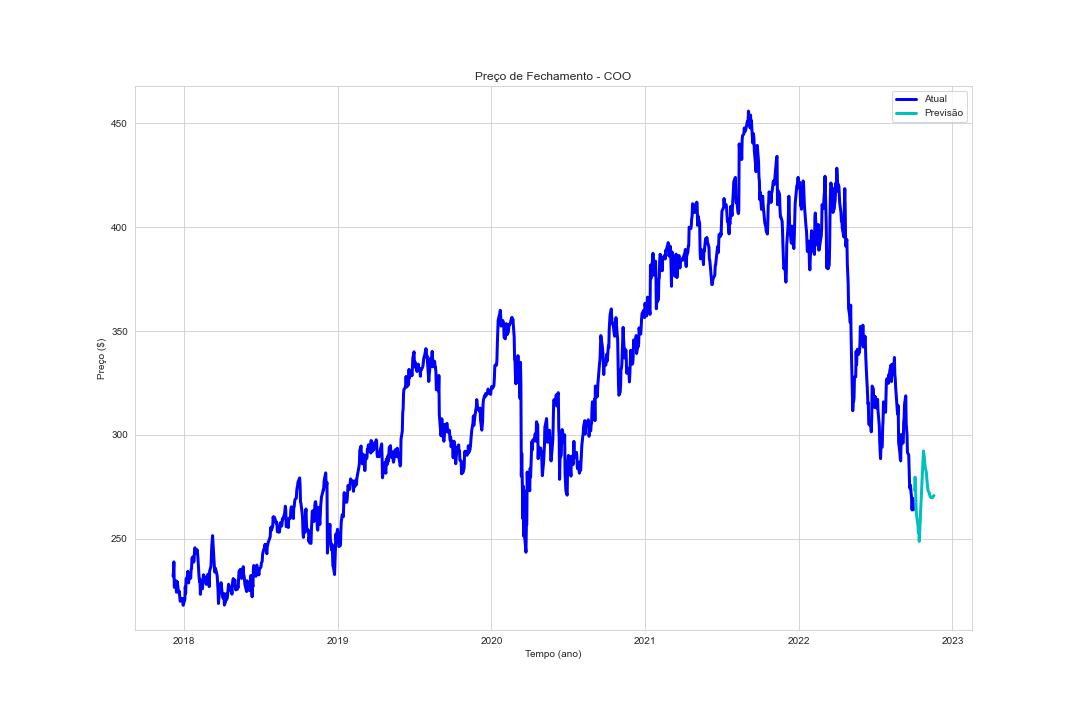 Preço de Fechamento - COO
Atual
Previsão
450
400
350
300
250
Preço ($)
2018
2019
2020
2021
2022
2023
Tempo (ano)